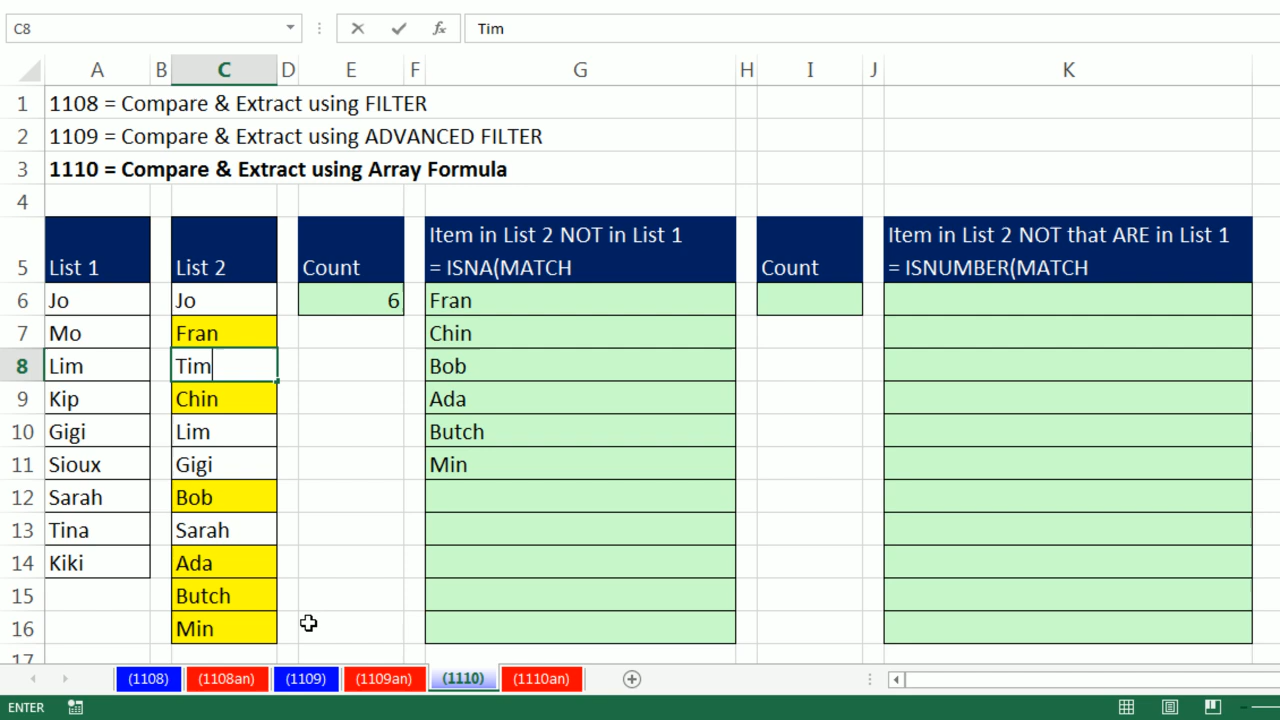 C8 fx Tim
A B C D E F G H I J K
1 1108 = Compare & Extract using FILTER
2 1109 = Compare & Extract using ADVANCED FILTER
3 1110 = Compare & Extract using Array Formula
4
Item in List 2 NOT in List 1 Item in List 2 NOT that ARE in List 1
5 List 1 List 2 Count = ISNA(MATCH Count = ISNUMBER(MATCH
6 Jo Jo 6 Fran
7 Mo Fran Chin
8 Lim Tim Bob
9 Kip Chin Ada
10 Gigi Lim Butch
11 Sioux Gigi Min
12 Sarah Bob
13 Tina Sarah
14 Kiki Ada
15 Butch
16 Min
17
(1108) (1108an) (1109) (1109an) (1110) (1110an)
ENTER